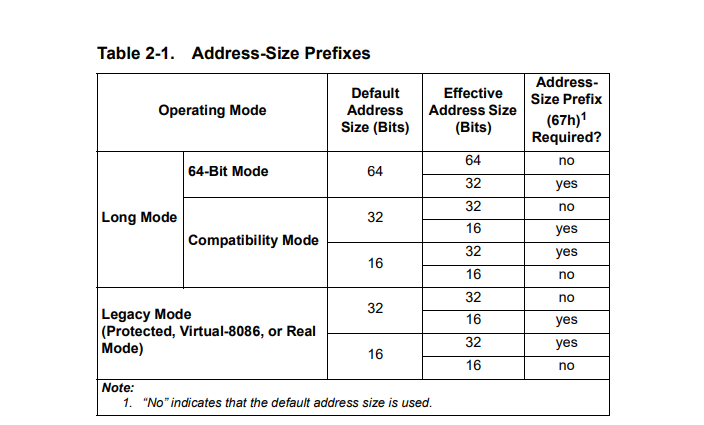 Table 2-1. Address-Size Prefixes
Operating Mode
Default
Address
Size (Bits)
Effective
Address Size
(Bits)
Address-
Size Prefix
(67h)1
Required?
Long Mode
64-Bit Mode
64
64
no
32
yes
Compatibility Mode
32
32
no
16
yes
16
32
yes
16
no
Legacy Mode
(Protected, Virtual-8086, or Real
Mode)
32
32
no
16
yes
16
32
yes
16
no
Note:
1. “No” indicates that the default address size is used.